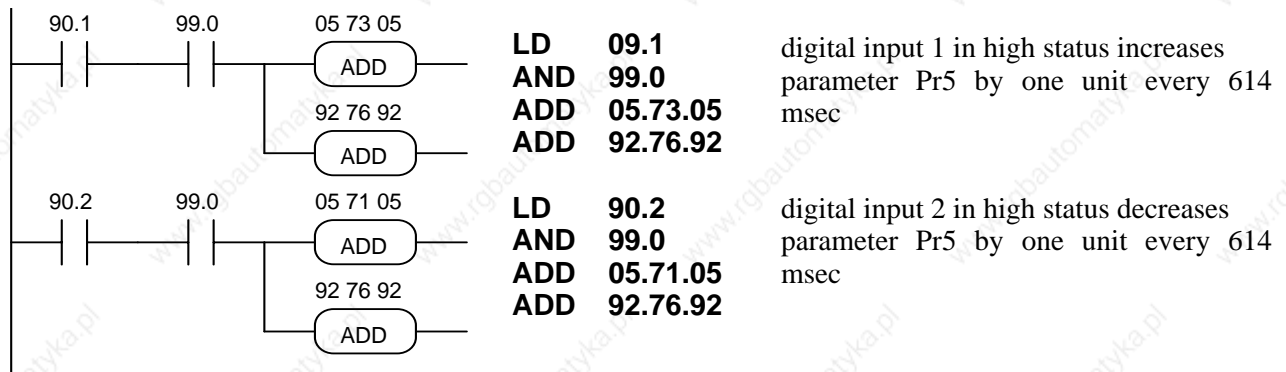 90.1 99.0 05 73 05
ADD
92 76 92
ADD
LD 09.1
AND 99.0
ADD 05.73.05
ADD 92.76.92
digital input 1 in high status increases
parameter Pr5 by one unit every 614
msec
90.2 99.0 05 71 05
ADD
92 76 92
ADD
LD 90.2
AND 99.0
ADD 05.71.05
ADD 92.76.92
digital input 2 in high status decreases
parameter Pr5 by one unit every 614
msec
www.rgbautomatyka.pl